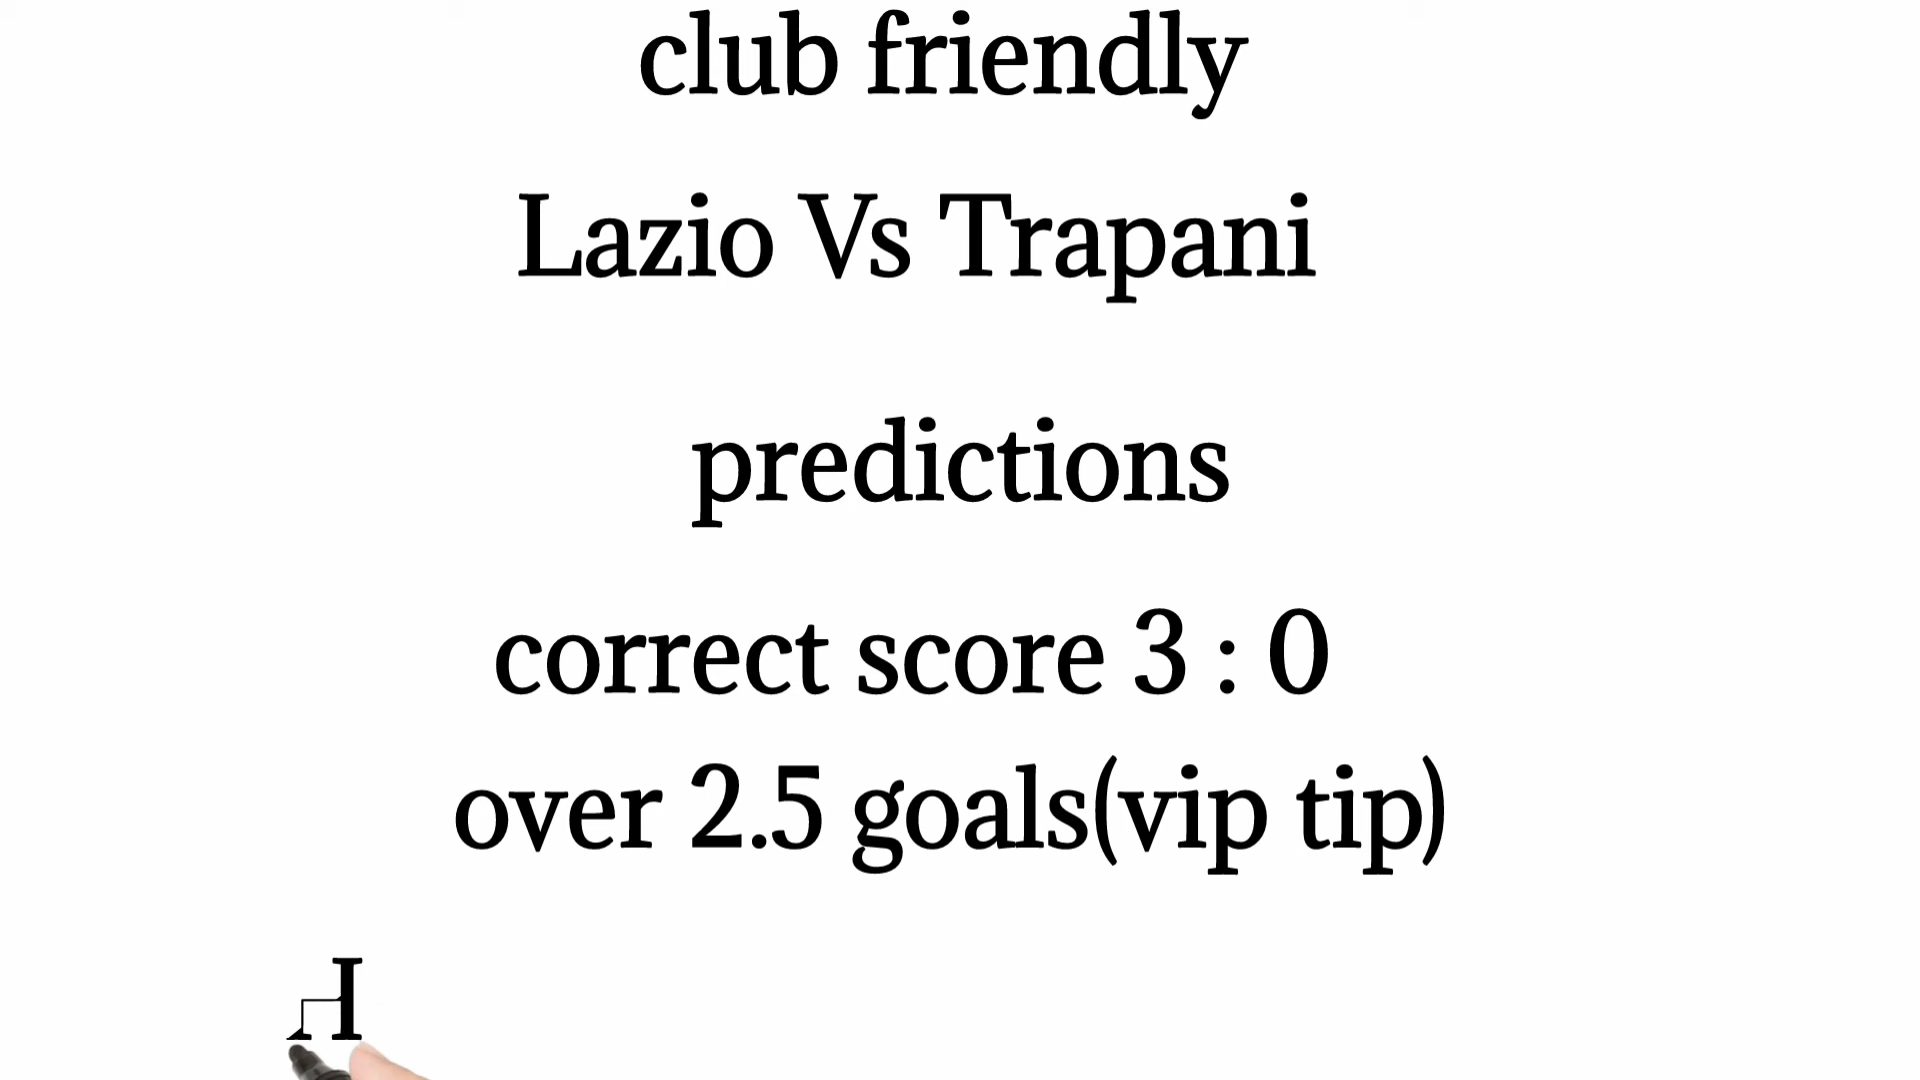 club friendly
Lazio Vs Trapani
predictions
correct score 3 : 0
over 2.5 goals(vip tip)